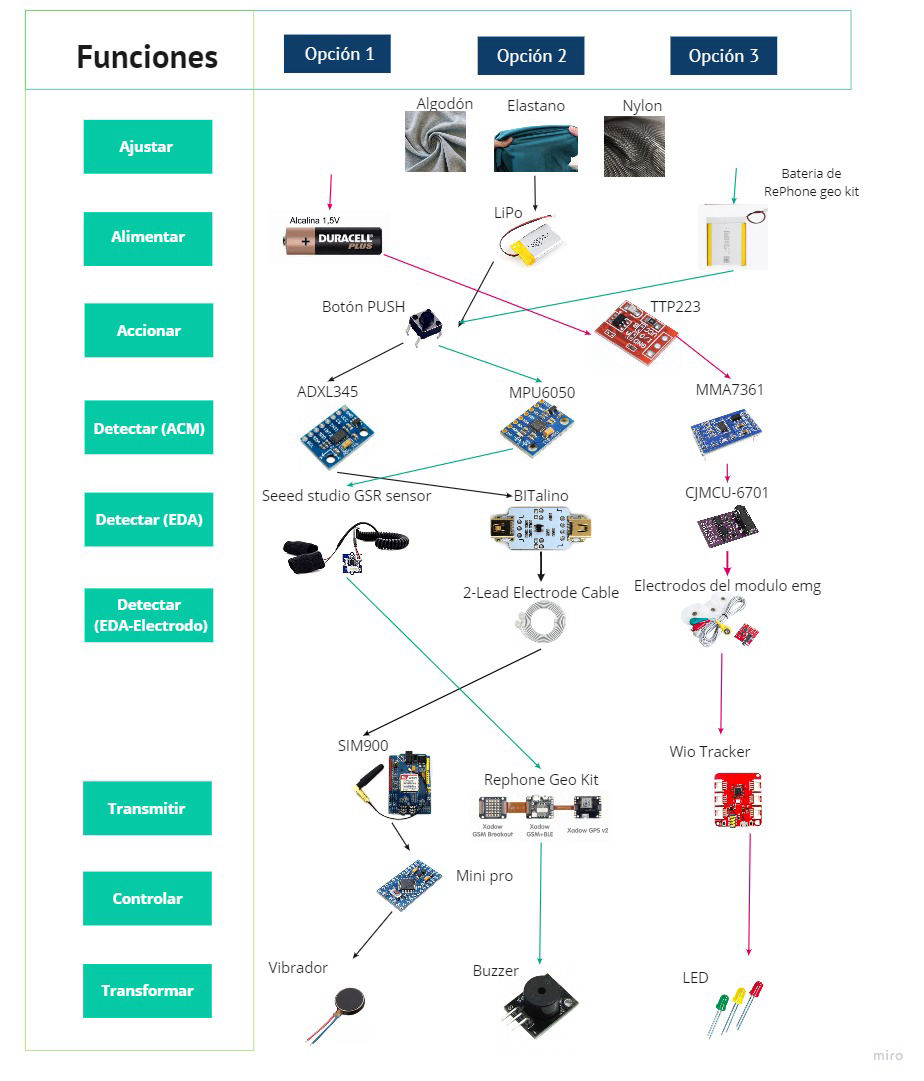 Funciones
Opción 1
Opción 2
Opción 3
Ajustar
Algodón
Elastano
Nylon
Bateria de
RePhone geo kit
Alimentar
Alcalina 1,5V
DURACELL
PLUS
LiPo
Accionar
Botón PUSH
TTP223
Detectar (ACM)
ADXL345
MPU6050
MMA7361
Detectar (EDA)
Seeed studio GSR sensor
BITalino
CJMCU-6701
Detectar
(EDA-Electrodo)
2-Lead Electrode Cable
Electrodos del modulo emg
Transmitir
SIM900
Rephone Geo Kit
Xadow
GSM Breakout
Xadow
GSM+BLE
Xadow GPS v2
Wio Tracker
Controlar
Mini pro
Transformar
Vibrador
Buzzer
LED
miro